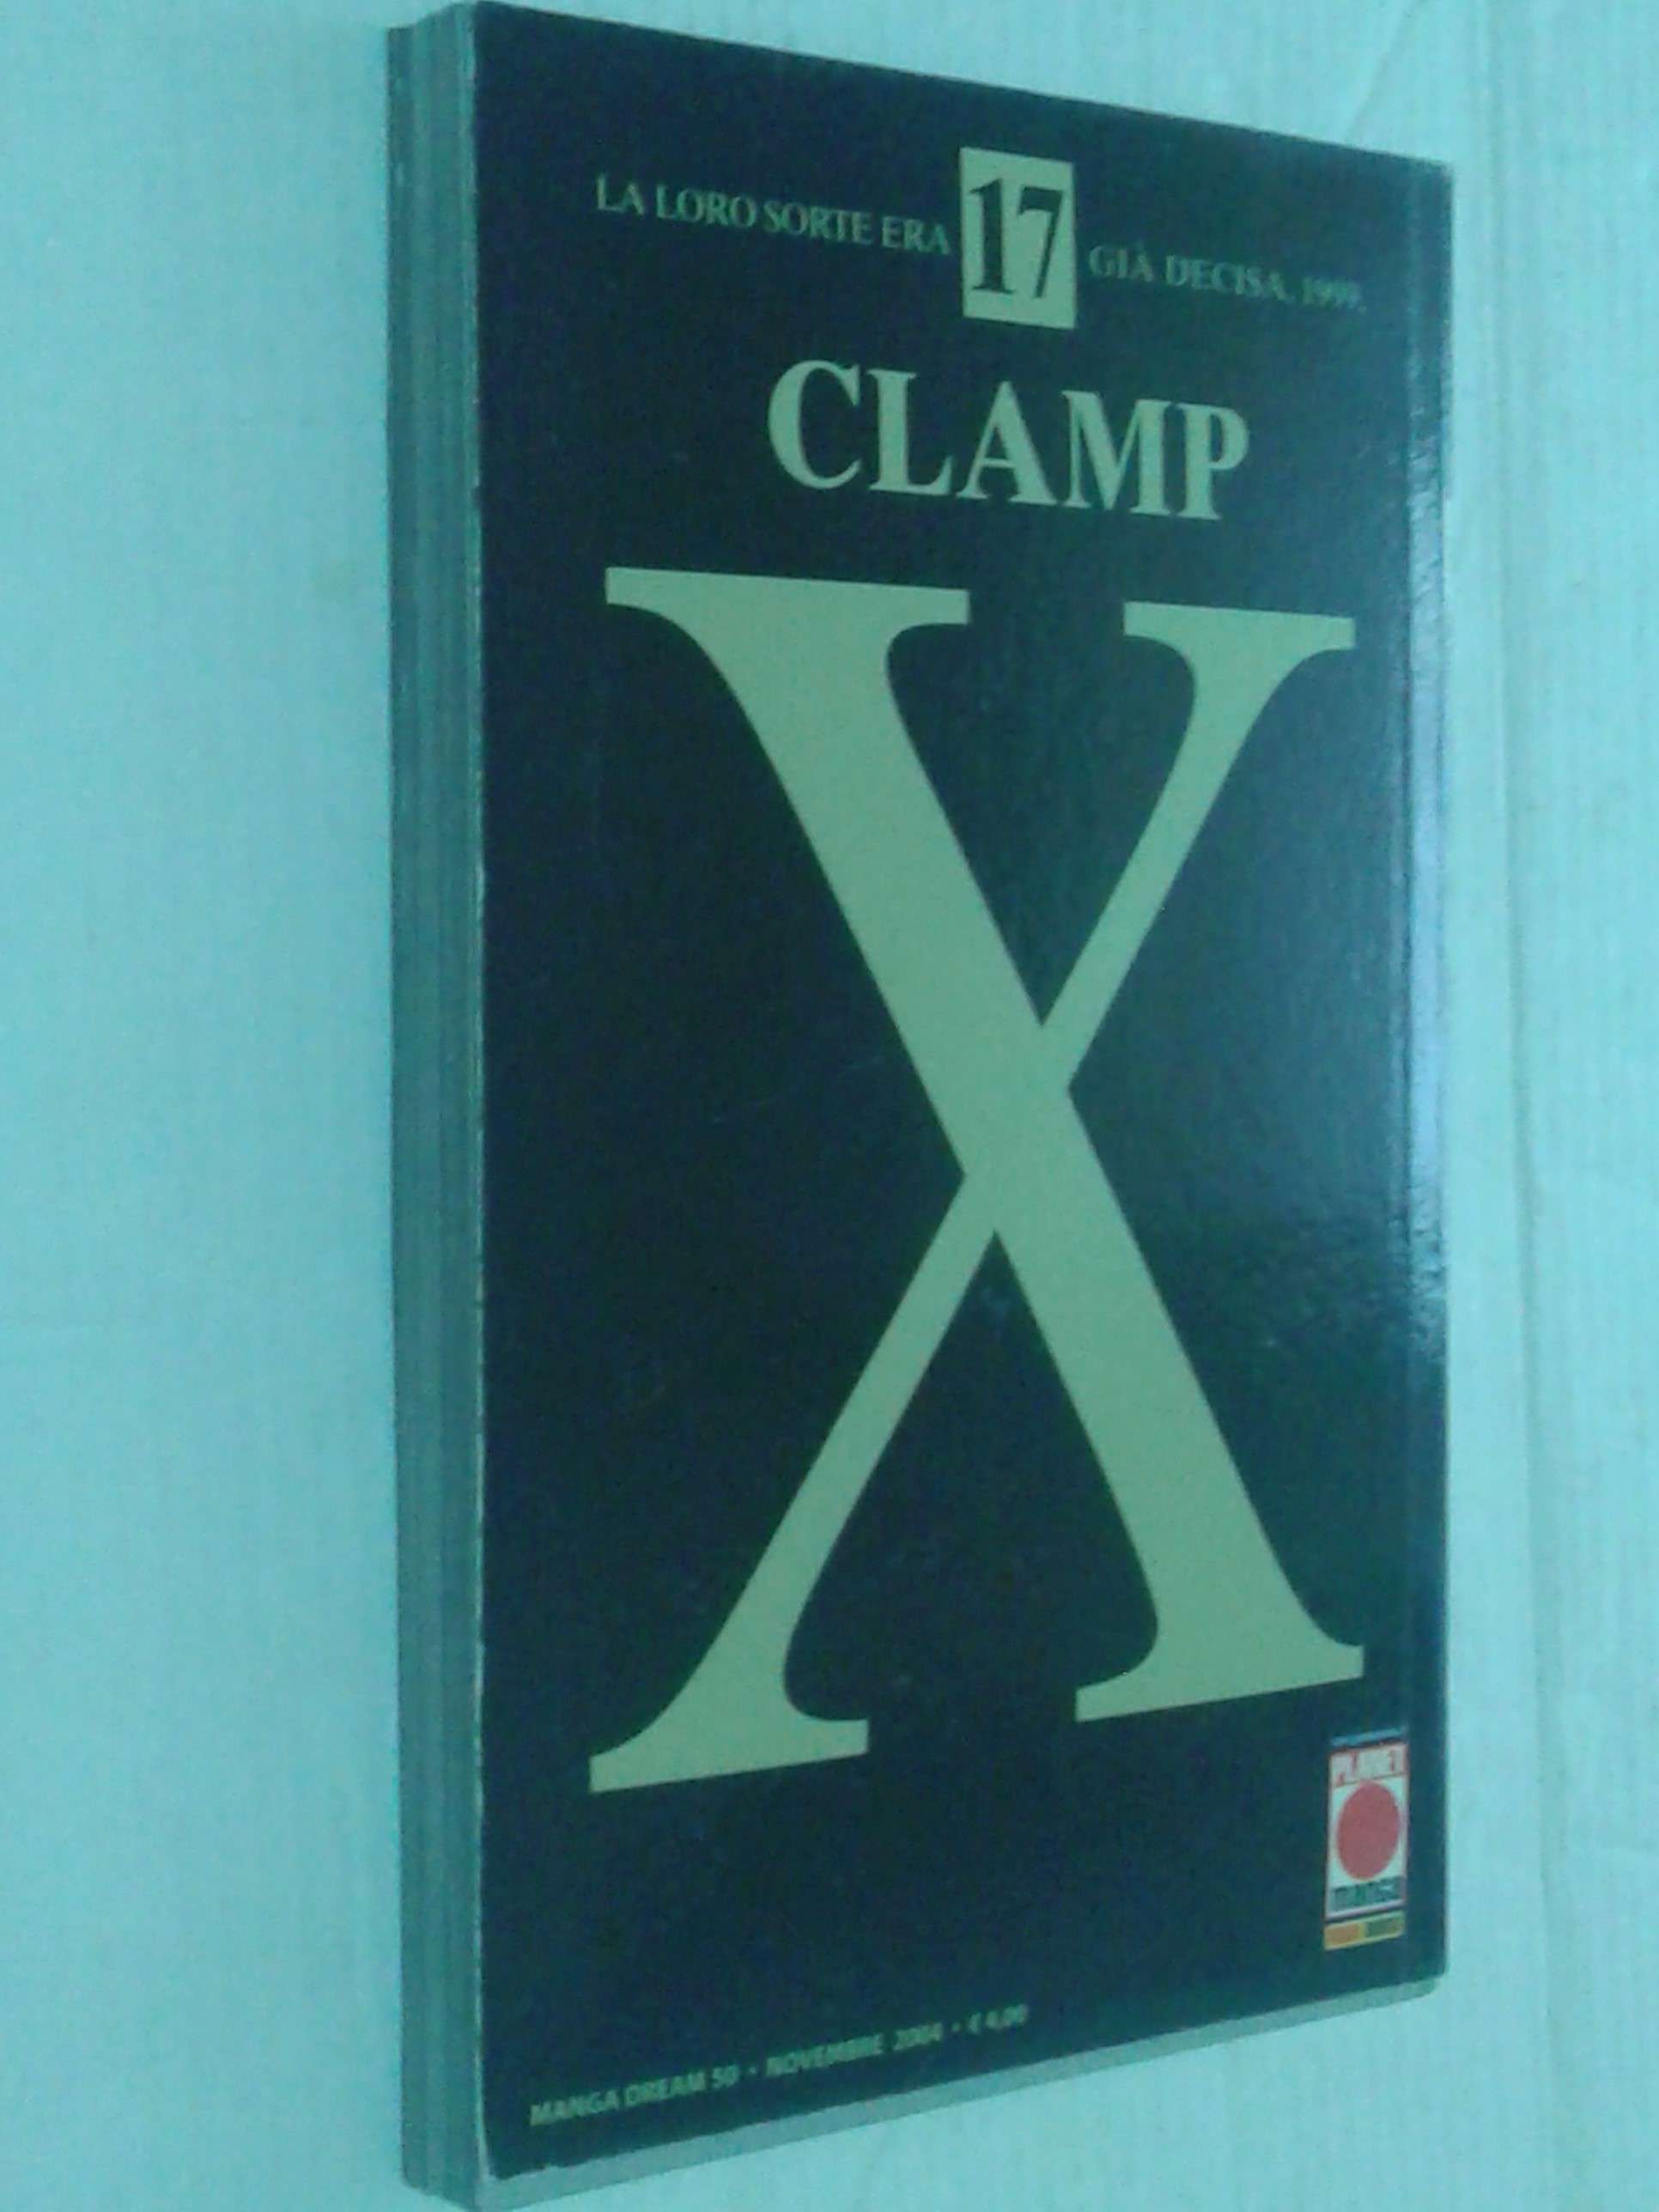 LA LORO SORTE ERA 17 GIÀ DECISA. 1999.
CLAMP
X
PLANET
MANGA
MANGA DREAM 50 • NOVEMBRE 2004 • € 4,00